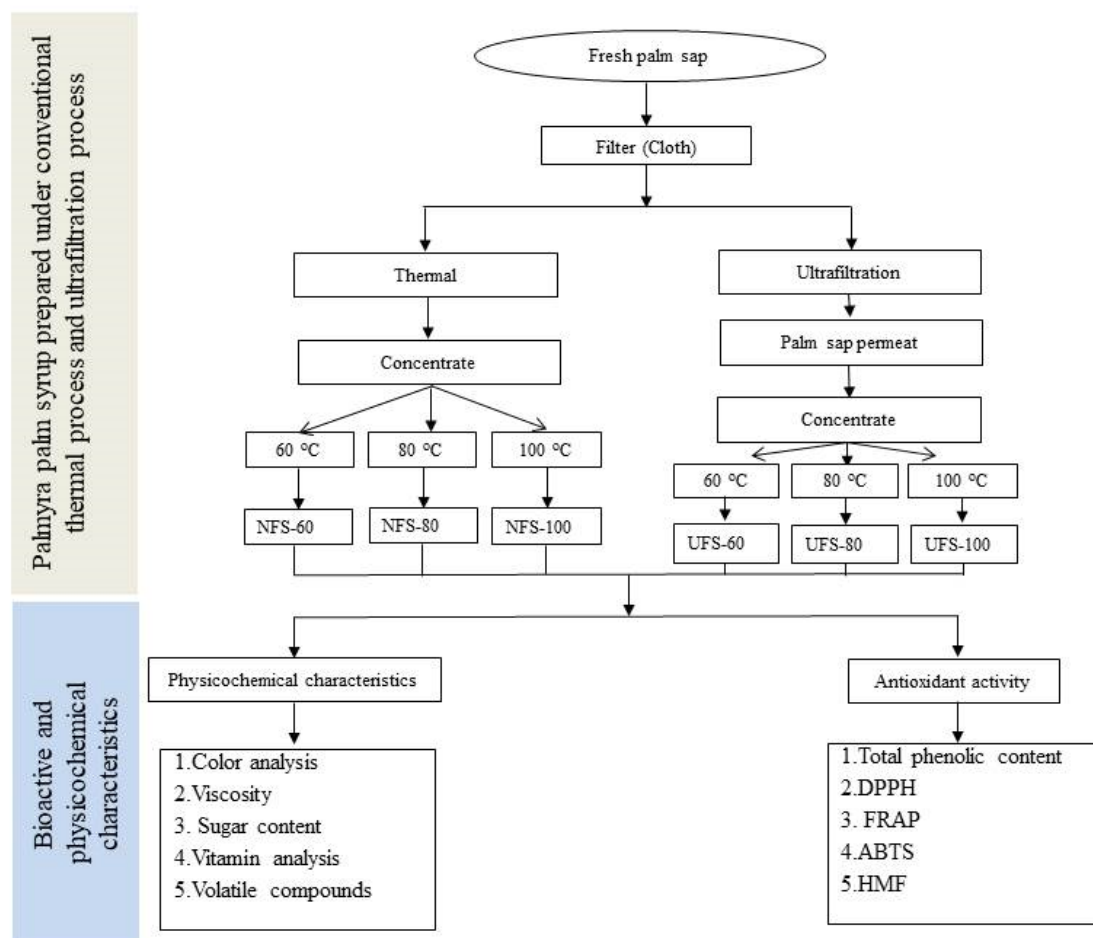 Palmyra palm syrup prepared under conventional
thermal process and ultrafiltration process
Fresh palm sap
Filter (Cloth)
Thermal
Ultrafiltration
Palm sap permeat
Concentrate
Concentrate
60 °C
80 °C
100 °C
60 °C
80 °C
100 °C
NFS-60
NFS-80
NFS-100
UFS-60
UFS-80
UFS-100
Bioactive and
physicochemical
characteristics
Physicochemical characteristics
Antioxidant activity
1.Color analysis
2.Viscosity
3. Sugar content
4.Vitamin analysis
5.Volatile compounds
1.Total phenolic content
2.DPPH
3. FRAP
4.ABTS
5.HMF